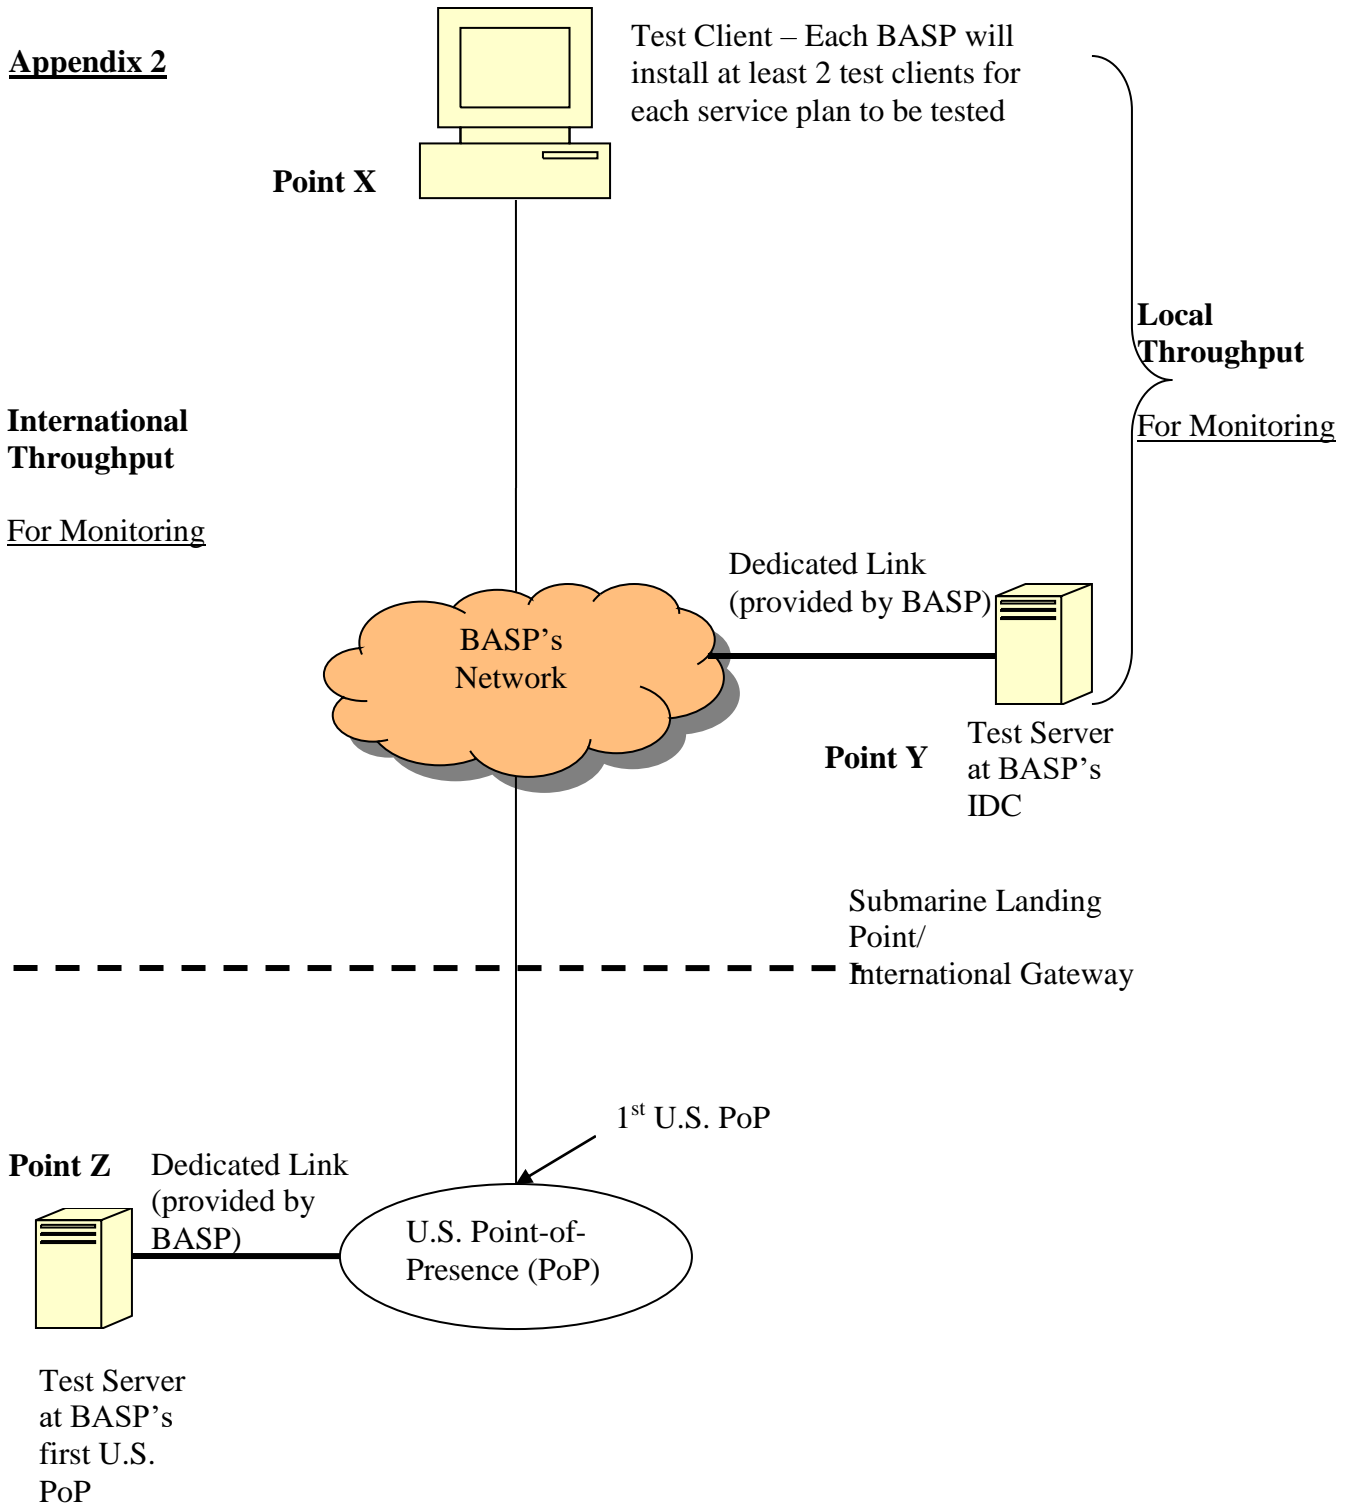 Appendix 2
Test Client – Each BASP will
install at least 2 test clients for
each service plan to be tested
Point X
Local
Throughput
For Monitoring
International
Throughput
For Monitoring
Dedicated Link
(provided by BASP)
BASP’s
Network
Point Y
Test Server
at BASP’s
IDC
Submarine Landing
Point/
International Gateway
1st U.S. PoP
Point Z
Dedicated Link
(provided by
BASP)
U.S. Point-of-
Presence (PoP)
Test Server
at BASP’s
first U.S.
PoP